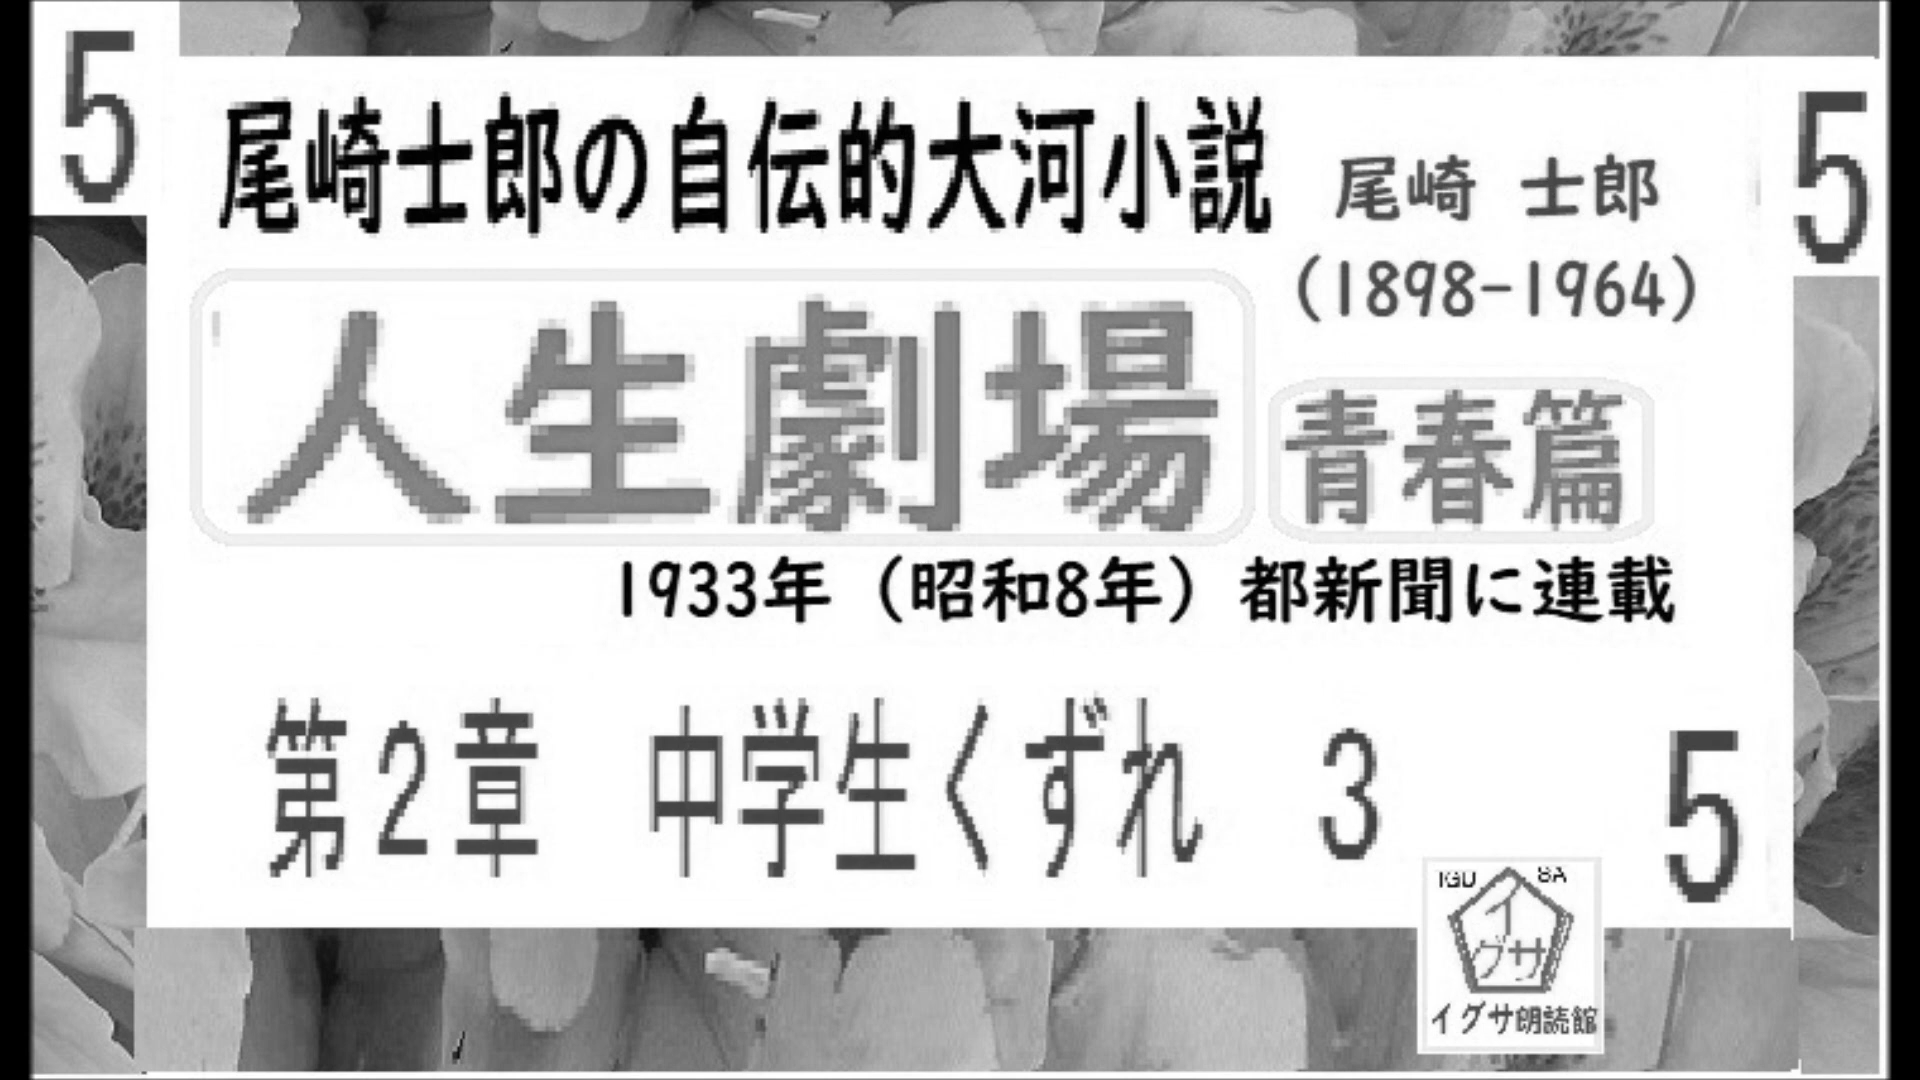 5
5
尾崎士郎の自伝的大河小説
尾崎 士郎
(1898-1964)
人生劇場
青春篇
1933年（昭和8年）都新聞に連載
第2章 中学生くずれ 3
5
IGU SA
イ
グサ
イグサ朗読館